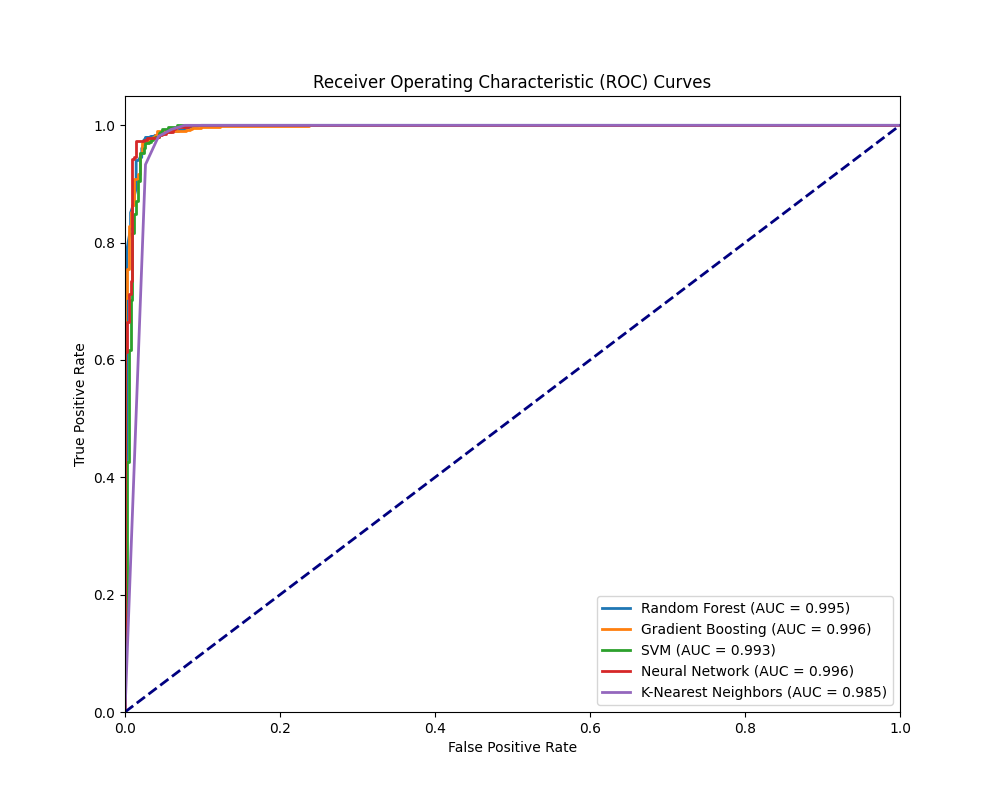 Receiver Operating Characteristic (ROC) Curves
1.0
0.8
0.6
0.4
0.2
0.0
True Positive Rate
0.0 0.2 0.4 0.6 0.8 1.0
False Positive Rate
Random Forest (AUC = 0.995)
Gradient Boosting (AUC = 0.996)
SVM (AUC = 0.993)
Neural Network (AUC = 0.996)
K-Nearest Neighbors (AUC = 0.985)